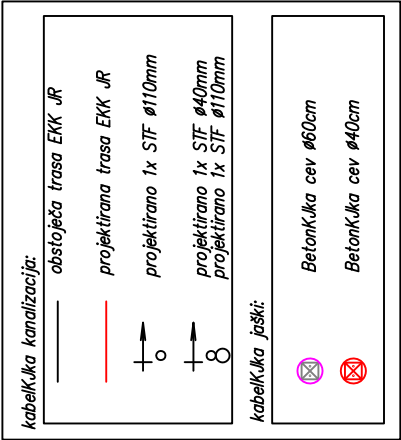 kabelKJka kanalizacija:
obstoječa trasa EKK JR
projektirana trasa EKK JR
projektirano 1x STF ø110mm
projektirano 1x STF ø40mm
projektirano 1x STF ø110mm
kabelKJka jaški:
BetonKJka cev ø60cm
BetonKJka cev ø40cm